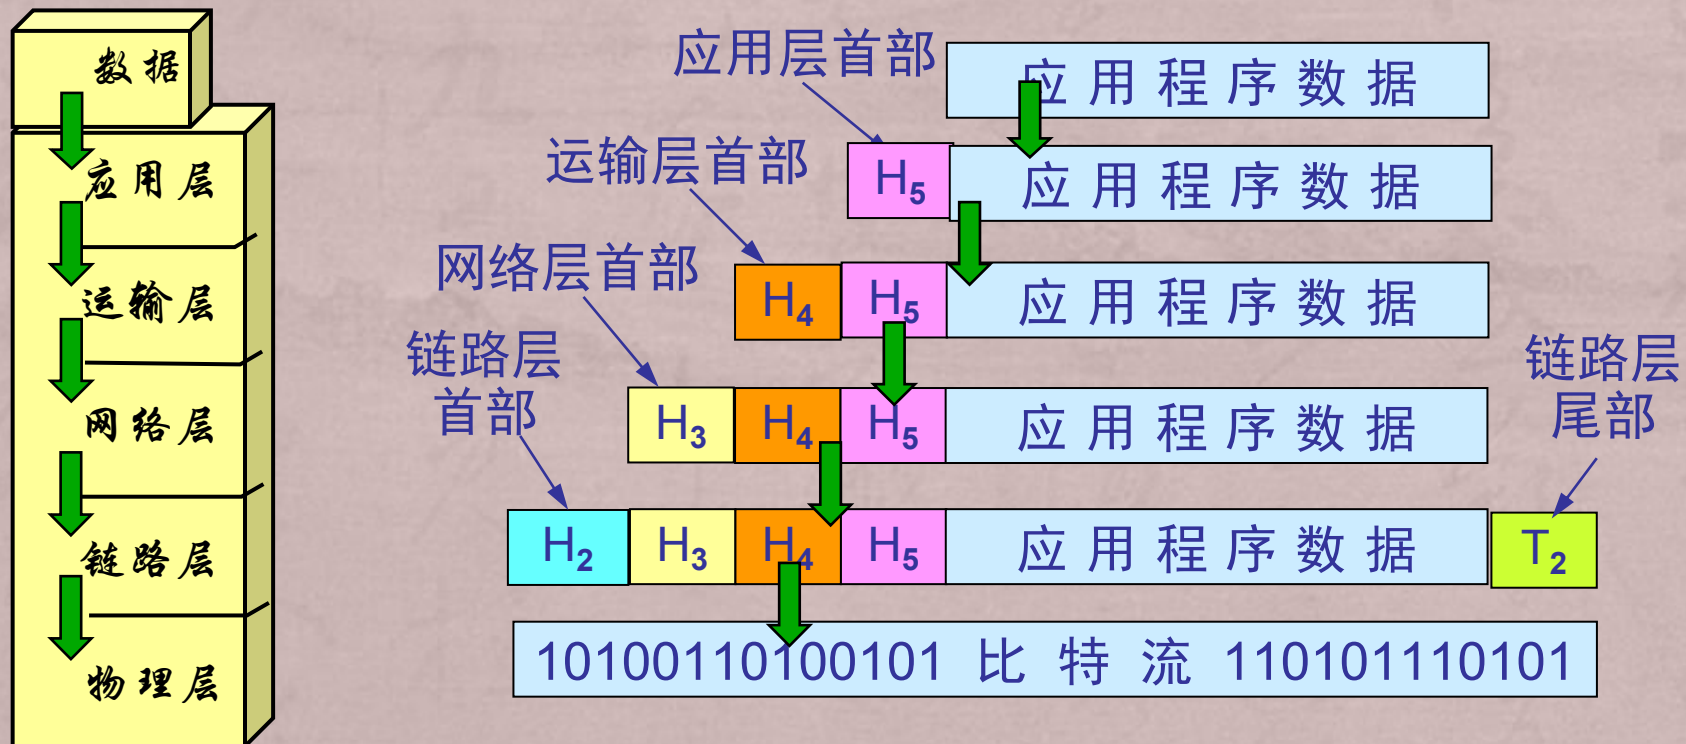 数据
应用层
运输层
网络层
链路层
物理层
应用层首部
应用程序数据
运输层首部
H5 应用程序数据
网络层首部
H4 H5 应用程序数据
链路层
首部
H3 H4 H5 应用程序数据
链路层
尾部
H2 H3 H4 H5 应用程序数据 T2
10100110100101 比特流 110101110101